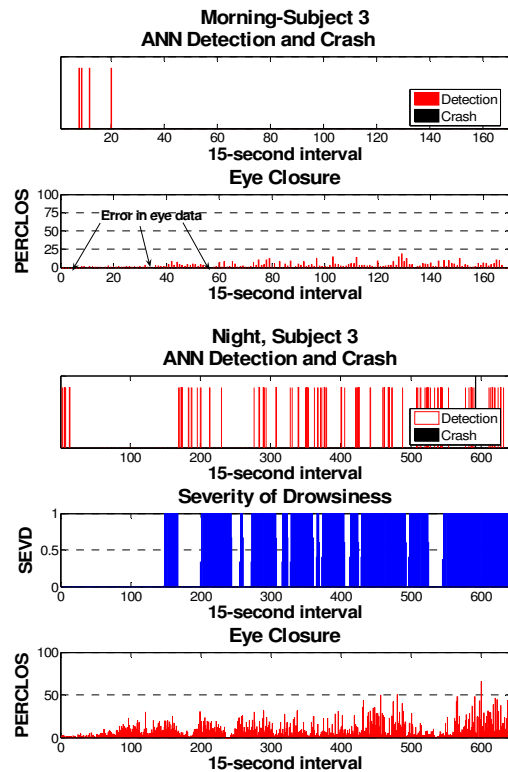 Morning-Subject 3
ANN Detection and Crash
Detection
Crash
20 40 60 80 100 120 140 160
15-second interval
Eye Closure
PERCLOS
100
75
50
25
Error in eye data
0 20 40 60 80 100 120 140 160
15-second interval
Night, Subject 3
ANN Detection and Crash
Detection
Crash
100 200 300 400 500 600
15-second interval
Severity of Drowsiness
SEVD
1
0.5
0
0 100 200 300 400 500 600
15-second interval
Eye Closure
PERCLOS
100
50
0
0 100 200 300 400 500 600
15-second interval